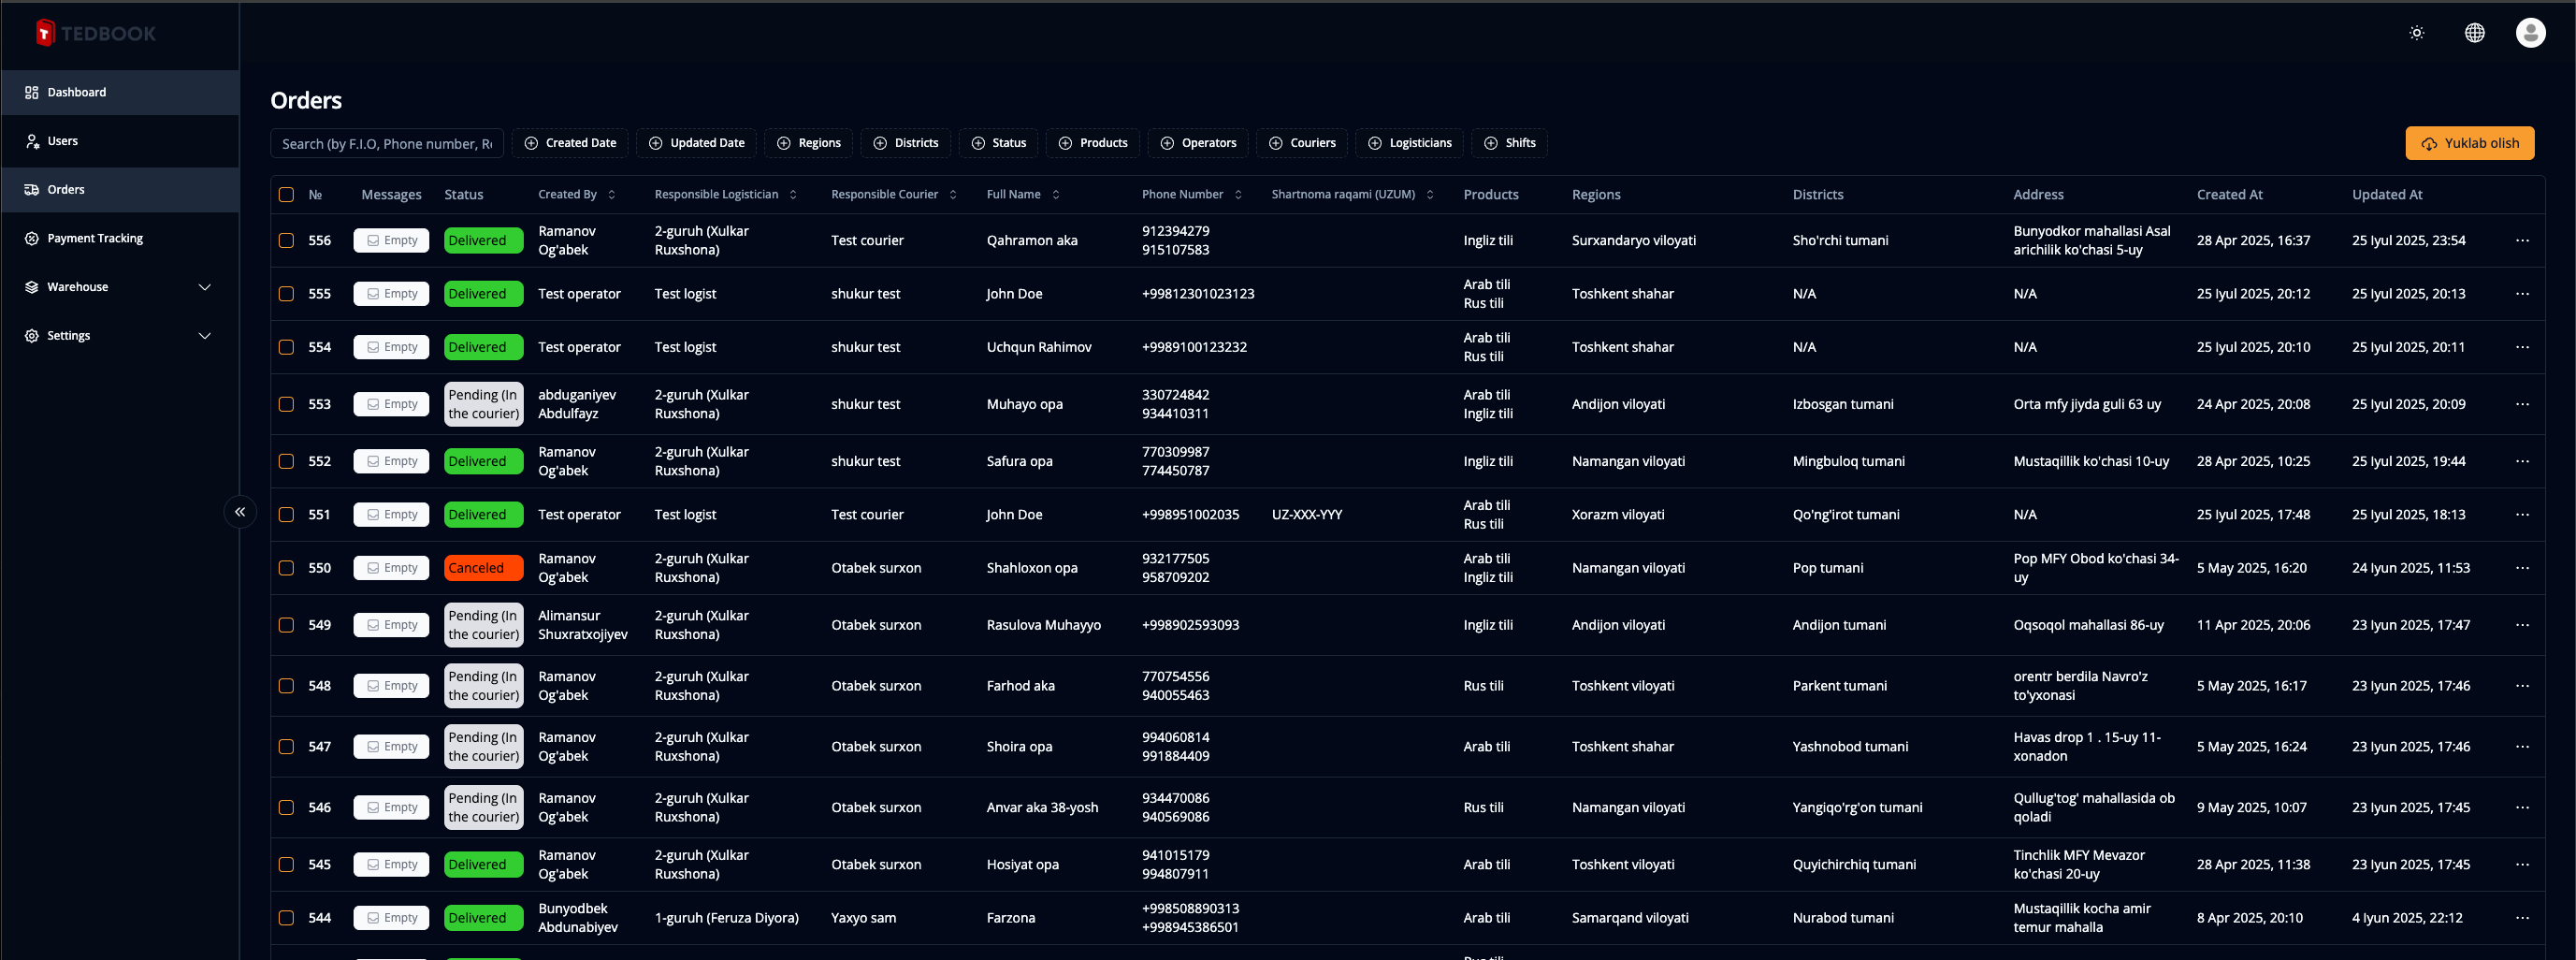 TEDBOOK
Dashboard
Users
Orders
Payment Tracking
Warehouse
Settings
Orders
Search (by F.I.O, Phone number, R
Created Date
Updated Date
Regions
Districts
Status
Products
Operators
Couriers
Logisticians
Shifts
Yuklab olish
№ Messages Status Created By Responsible Logistician Responsible Courier Full Name Phone Number Shartnoma raqami (UZUM) Products Regions Districts Address Created At Updated At
556 Empty Delivered Ramanov Og'abek 2-guruh (Xulkar Ruxshona) Test courier Qahramon aka 912394279 915107583 Ingliz tili Surxandaryo viloyati Sho'rchi tumani Bunyodkor mahallasi Asal arichilik ko'chasi 5-uy 28 Apr 2025, 16:37 25 Iyul 2025, 23:54 ...
555 Empty Delivered Test operator Test logist shukur test John Doe +99812301023123 Arab tili Rus tili Toshkent shahar N/A N/A 25 Iyul 2025, 20:12 25 Iyul 2025, 20:13 ...
554 Empty Delivered Test operator Test logist shukur test Uchqun Rahimov +9989100123232 Arab tili Rus tili Toshkent shahar N/A N/A 25 Iyul 2025, 20:10 25 Iyul 2025, 20:11 ...
553 Empty Pending (In the courier) abduganiyev Abdulfayz 2-guruh (Xulkar Ruxshona) shukur test Muhayo opa 330724842 934410311 Arab tili Ingliz tili Andijon viloyati Izbosgan tumani Orta mfy jiyda guli 63 uy 24 Apr 2025, 20:08 25 Iyul 2025, 20:09 ...
552 Empty Delivered Ramanov Og'abek 2-guruh (Xulkar Ruxshona) shukur test Safura opa 770309987 774450787 Ingliz tili Namangan viloyati Mingbuloq tumani Mustaqillik ko'chasi 10-uy 28 Apr 2025, 10:25 25 Iyul 2025, 19:44 ...
551 Empty Delivered Test operator Test logist Test courier John Doe +998951002035 UZ-XXX-YYY Arab tili Rus tili Xorazm viloyati Qo'ng'irot tumani N/A 25 Iyul 2025, 17:48 25 Iyul 2025, 18:13 ...
550 Empty Canceled Ramanov Og'abek 2-guruh (Xulkar Ruxshona) Otabek surxon Shahloxon opa 932177505 958709202 Arab tili Ingliz tili Namangan viloyati Pop tumani Pop MFY Obod ko'chasi 34-uy 5 May 2025, 16:20 24 Iyun 2025, 11:53 ...
549 Empty Pending (In the courier) Alimansur Shuxratxojiyev 2-guruh (Xulkar Ruxshona) Otabek surxon Rasulova Muhayyo +998902593093 Ingliz tili Andijon viloyati Andijon tumani Oqsoqol mahallasi 86-uy 11 Apr 2025, 20:06 23 Iyun 2025, 17:47 ...
548 Empty Pending (In the courier) Ramanov Og'abek 2-guruh (Xulkar Ruxshona) Otabek surxon Farhod aka 770754556 940055463 Rus tili Toshkent viloyati Parkent tumani orentr berdila Navro'z to'yxonasi 5 May 2025, 16:17 23 Iyun 2025, 17:46 ...
547 Empty Pending (In the courier) Ramanov Og'abek 2-guruh (Xulkar Ruxshona) Otabek surxon Shoira opa 994060814 991884409 Arab tili Toshkent shahar Yashnobod tumani Havas drop 1 . 15-uy 11-xonadon 5 May 2025, 16:24 23 Iyun 2025, 17:46 ...
546 Empty Pending (In the courier) Ramanov Og'abek 2-guruh (Xulkar Ruxshona) Otabek surxon Anvar aka 38-yosh 934470086 940569086 Rus tili Namangan viloyati Yangiqo'rg'on tumani Qullug'tog' mahallasida ob qoladi 9 May 2025, 10:07 23 Iyun 2025, 17:45 ...
545 Empty Delivered Ramanov Og'abek 2-guruh (Xulkar Ruxshona) Otabek surxon Hosiyat opa 941015179 994807911 Arab tili Toshkent viloyati Quyichirchiq tumani Tinchlik MFY Mevazor ko'chasi 20-uy 28 Apr 2025, 11:38 23 Iyun 2025, 17:45 ...
544 Empty Delivered Bunyodbek Abdunabiyev 1-guruh (Feruza Diyora) Yaxyo sam Farzona +998508890313 +998945386501 Arab tili Samarqand viloyati Nurabod tumani Mustaqillik kocha amir temur mahalla 8 Apr 2025, 20:10 4 Iyun 2025, 22:12 ...